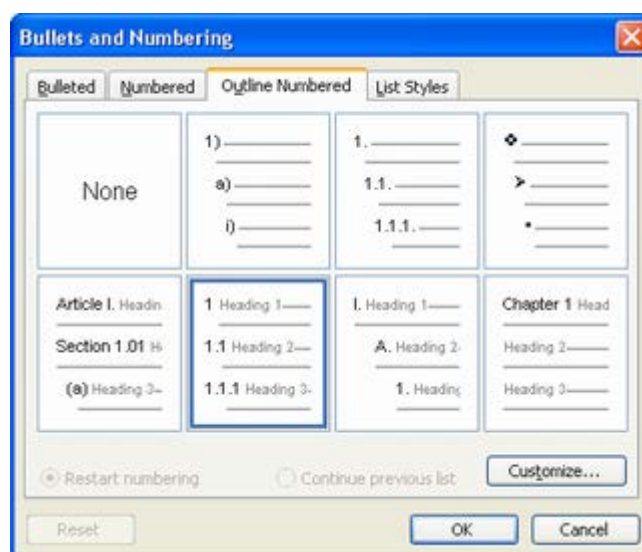 Bullets and Numbering
Bulleted Numbered Outline Numbered List Styles
None
1)
a)
i)
1.
1.1.
1.1.1.
Article I. Headin
Section 1.01 H
(a) Heading 3
1 Heading 1
1.1 Heading 2
1.1.1 Heading 3
I. Heading 1
A. Heading 2
1. Heading
Chapter 1 Head
Heading 2
Heading 3
Restart numbering Continue previous list Customize...
Reset OK Cancel